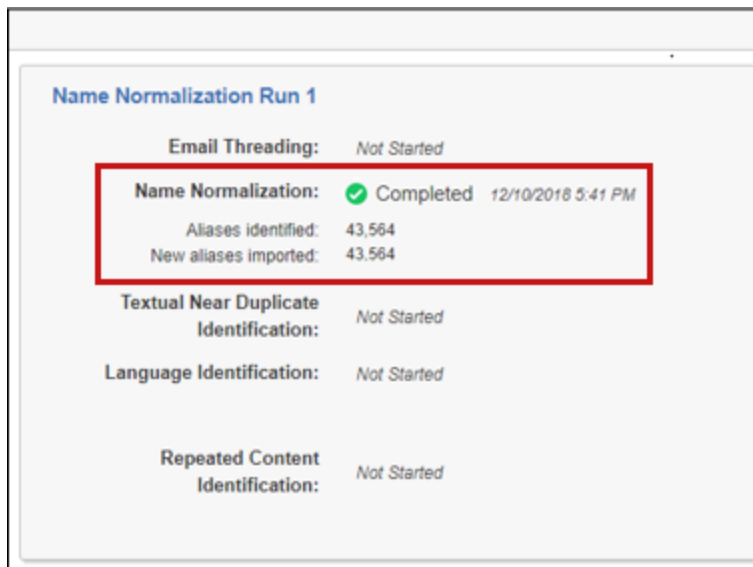 Name Normalization Run 1
Email Threading: Not Started
Name Normalization: Completed 12/10/2018 5:41 PM
Aliases identified: 43,564
New aliases imported: 43.564
Textual Near Duplicate
Identification: Not Started
Language Identification: Not Started
Repeated Content
Identification: Not Started